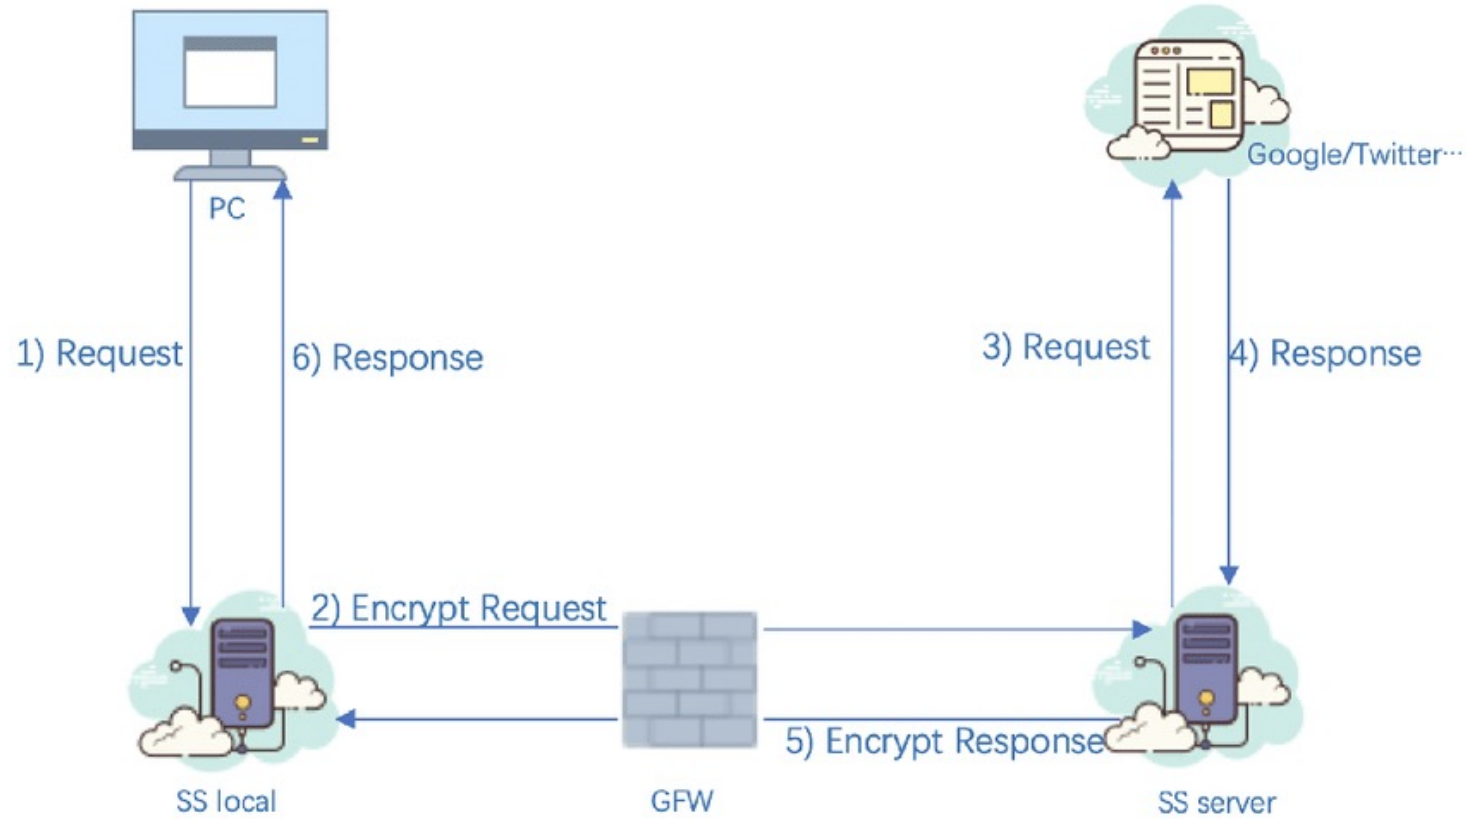 Google/Twitter…
PC
1) Request
6) Response
3) Request
4) Response
2) Encrypt Request
5) Encrypt Response
SS local
GFW
SS server